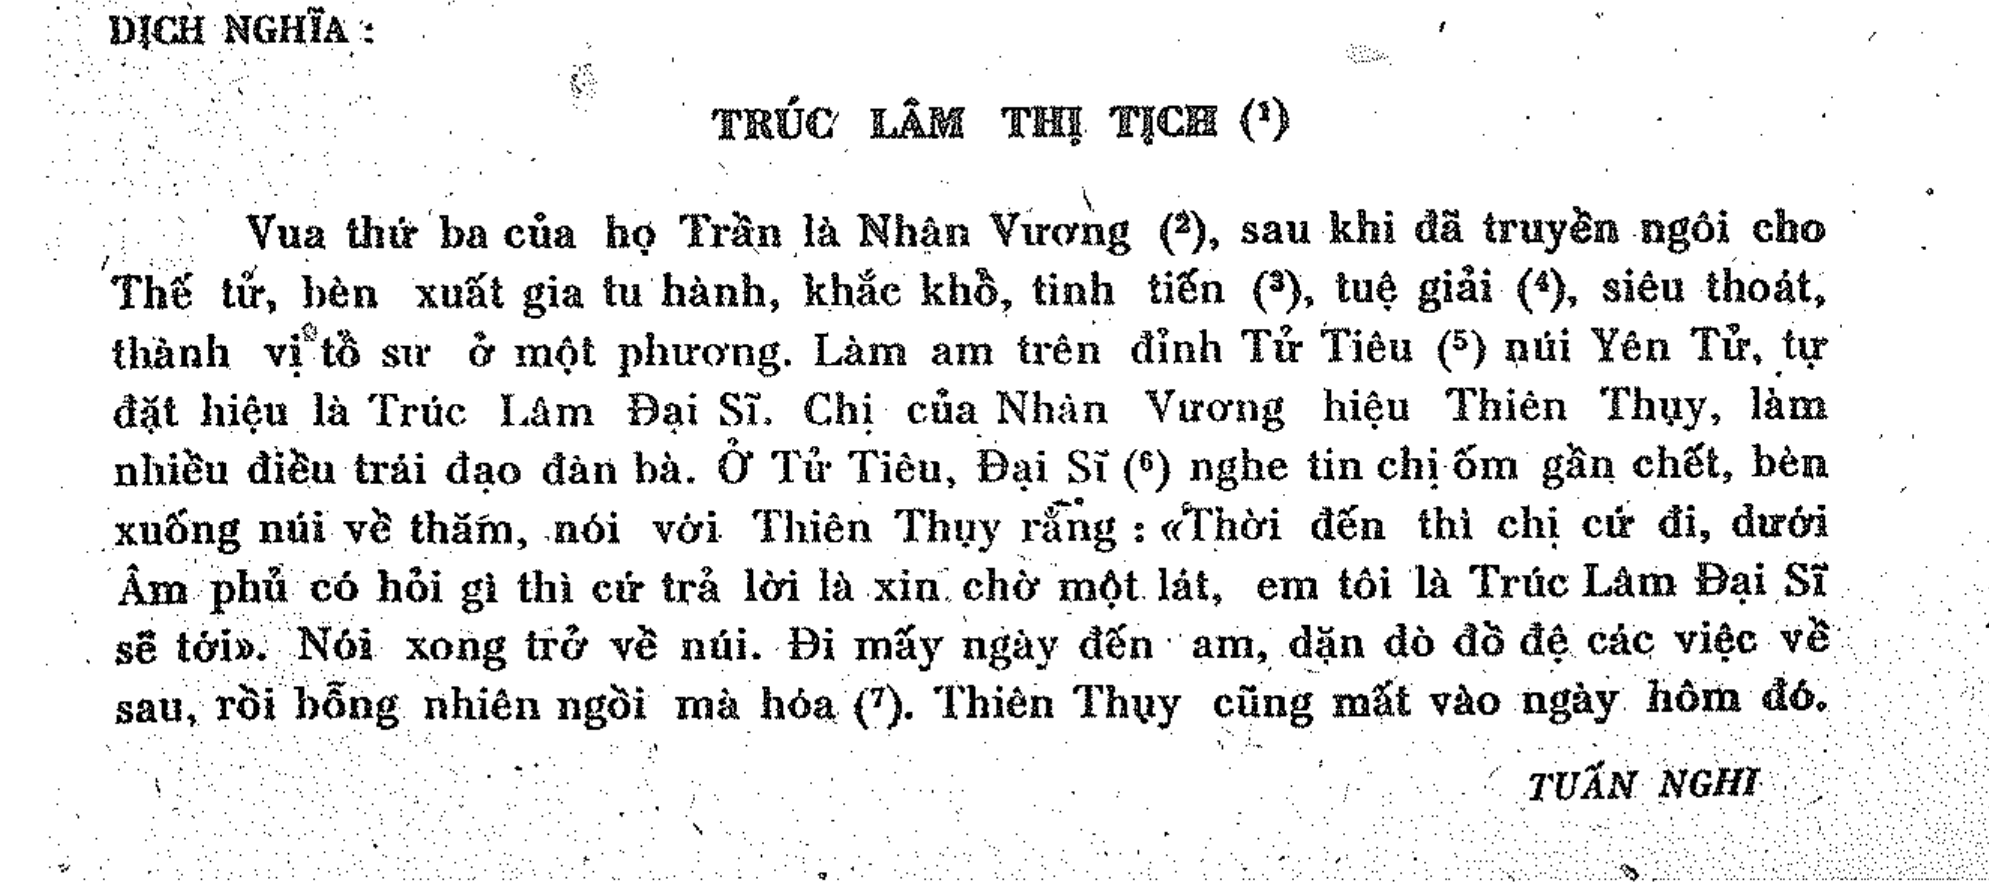 DỊCH NGHĨA :
TRÚC LÂM THỊ TỊCH (¹)
Vua thứ ba của họ Trần là Nhân Vương (²), sau khi đã truyền ngôi cho
Thế tử, bèn xuất gia tu hành, khắc khổ, tinh tiến (³), tuệ giải (⁴), siêu thoát,
thành vị tổ sư ở một phương. Làm am trên đỉnh Tử Tiêu (⁵) núi Yên Tử, tự
đặt hiệu là Trúc Lâm Đại Sĩ. Chị của Nhân Vương hiệu Thiên Thụy, làm
nhiều điều trái đạo đàn bà. Ở Tử Tiêu, Đại Sĩ (⁶) nghe tin chị ốm gần chết, bèn
xuống núi về thăm, nói với Thiên Thụy rằng : «Thời đến thì chị cứ đi, dưới
Âm phủ có hỏi gì thì cứ trả lời là xin chờ một lát, em tôi là Trúc Lâm Đại Sĩ
sẽ tới». Nói xong trở về núi. Đi mấy ngày đến am, dặn dò đồ đệ các việc về
sau, rồi bỗng nhiên ngồi mà hóa (⁷). Thiên Thụy cũng mất vào ngày hôm đó.
TUẤN NGHI